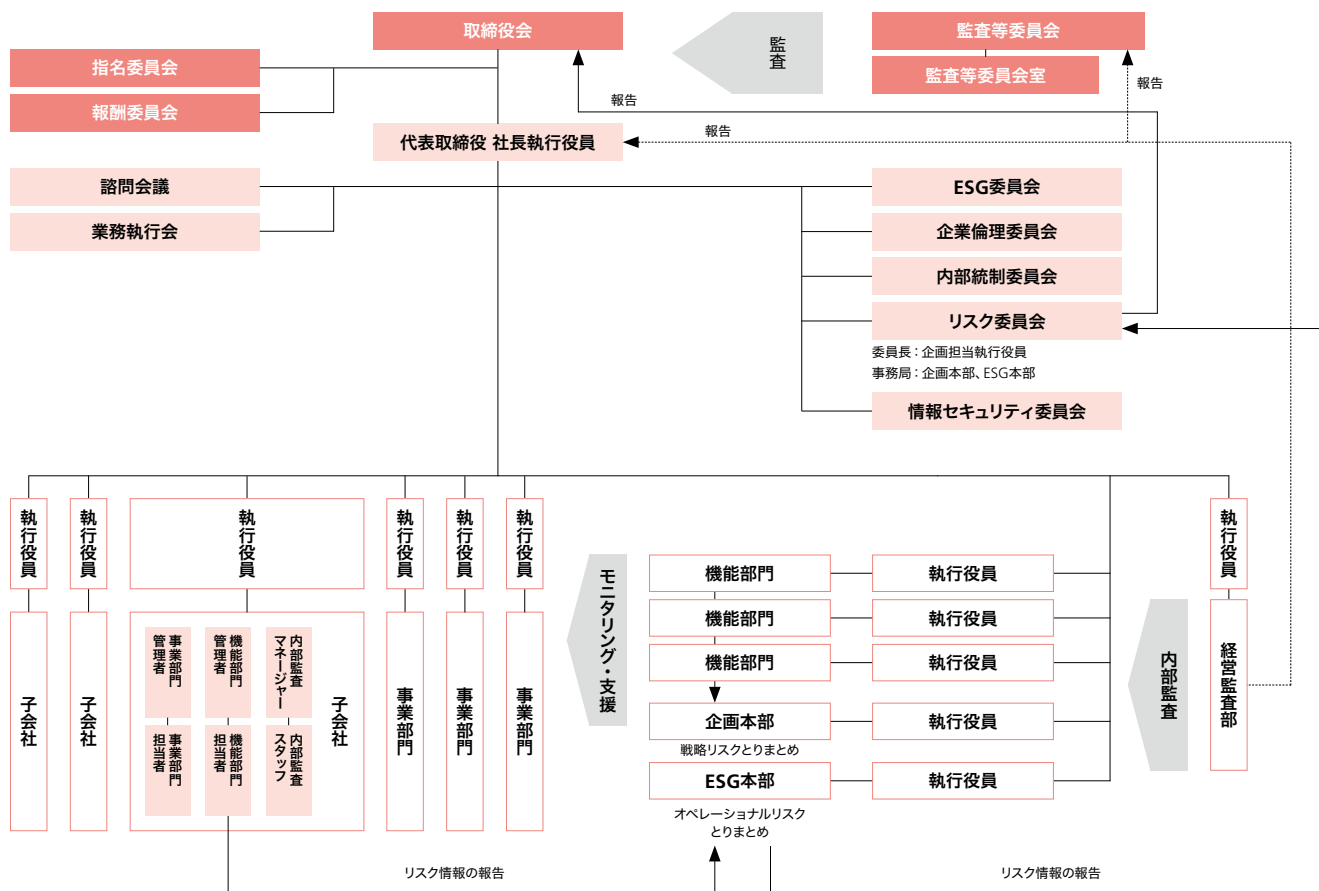 取締役会
監査
監査等委員会
監査等委員会室
指名委員会
報酬委員会
報告
報告
代表取締役 社長執行役員
報告
諮問会議
業務執行会
ESG委員会
企業倫理委員会
内部統制委員会
リスク委員会
委員長：企画担当執行役員
事務局：企画本部、ESG本部
情報セキュリティ委員会
執行役員
執行役員
執行役員
執行役員
執行役員
執行役員
執行役員
子会社
子会社
事業部門
管理者
機能部門
管理者
内部監査
マネージャー
事業部門
担当者
機能部門
担当者
内部監査
スタッフ
子会社
事業部門
事業部門
事業部門
モニタリング・支援
機能部門
執行役員
機能部門
執行役員
機能部門
執行役員
企画本部
執行役員
戦略リスクとりまとめ
ESG本部
執行役員
オペレーショナルリスク
とりまとめ
内部監査
経営監査部
リスク情報の報告
リスク情報の報告